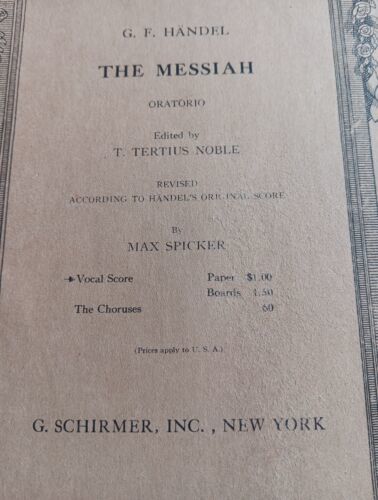 G. F. HÄNDEL
THE MESSIAH
ORATORIO
Edited by
T. TERTIUS NOBLE
REVISED
ACCORDING TO HÄNDEL'S ORIGINAL SCORE
By
MAX SPICKER
Vocal Score Paper $1.00
Boards 1.50
The Choruses 60
(Prices apply to U. S. A.)
G. SCHIRMER, INC., NEW YORK